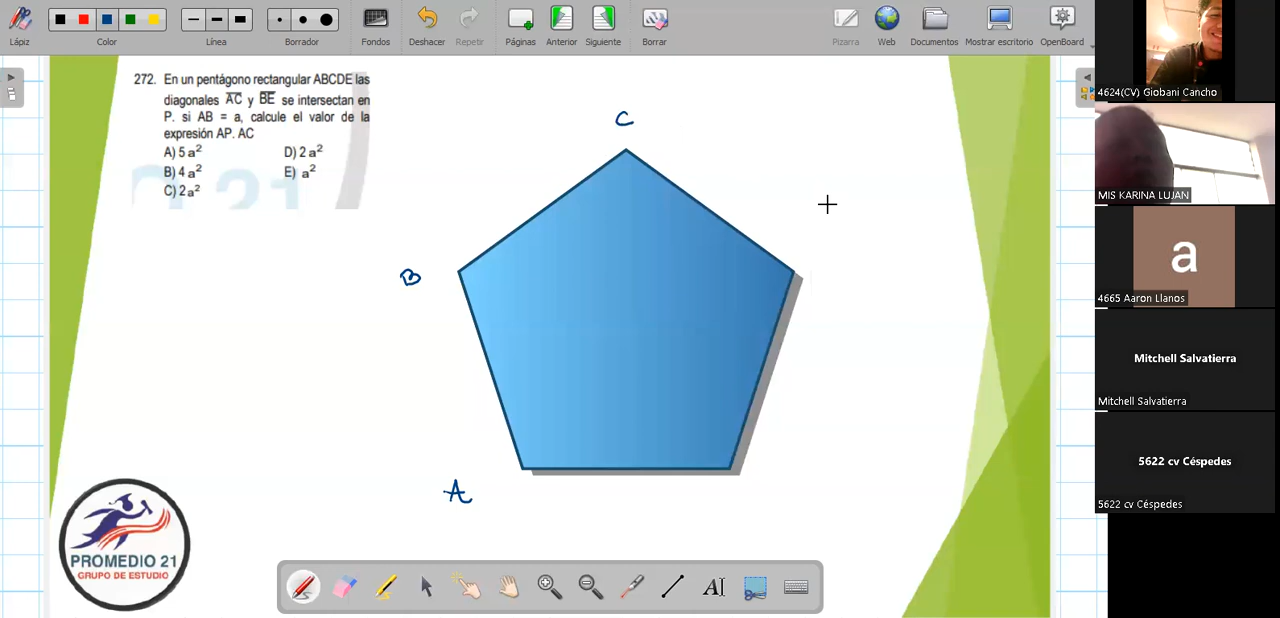 Lápiz
Color
Línea
Borrador
Fondos
Deshacer
Repetir
Páginas
Anterior
Siguiente
Borrar
Pizarra
Web
Documentos
Mostrar escritorio
OpenBoard
272. En un pentágono rectangular ABCDE las
diagonales AC y BE se intersectan en
P. si AB = a, calcule el valor de la
expresión AP. AC
A) 5 a² D) 2 a²
B) 4 a² E) a²
C) 2 a²
C
B
A
PROMEDIO 21
GRUPO DE ESTUDIO
4624(CV) Giobani Cancho
MIS KARINA LUJAN
a
4665 Aaron Llanos
Mitchell Salvatierra
Mitchell Salvatierra
5622 cv Céspedes
5622 cv Céspedes